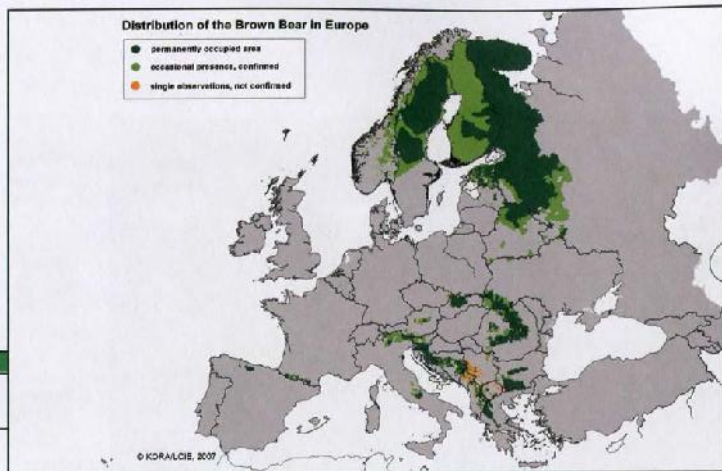 Distribution of the Brown Bear in Europe
permanently occupied area
occasional presence, confirmed
single observations, not confirmed
© KORA/LCIE, 2007